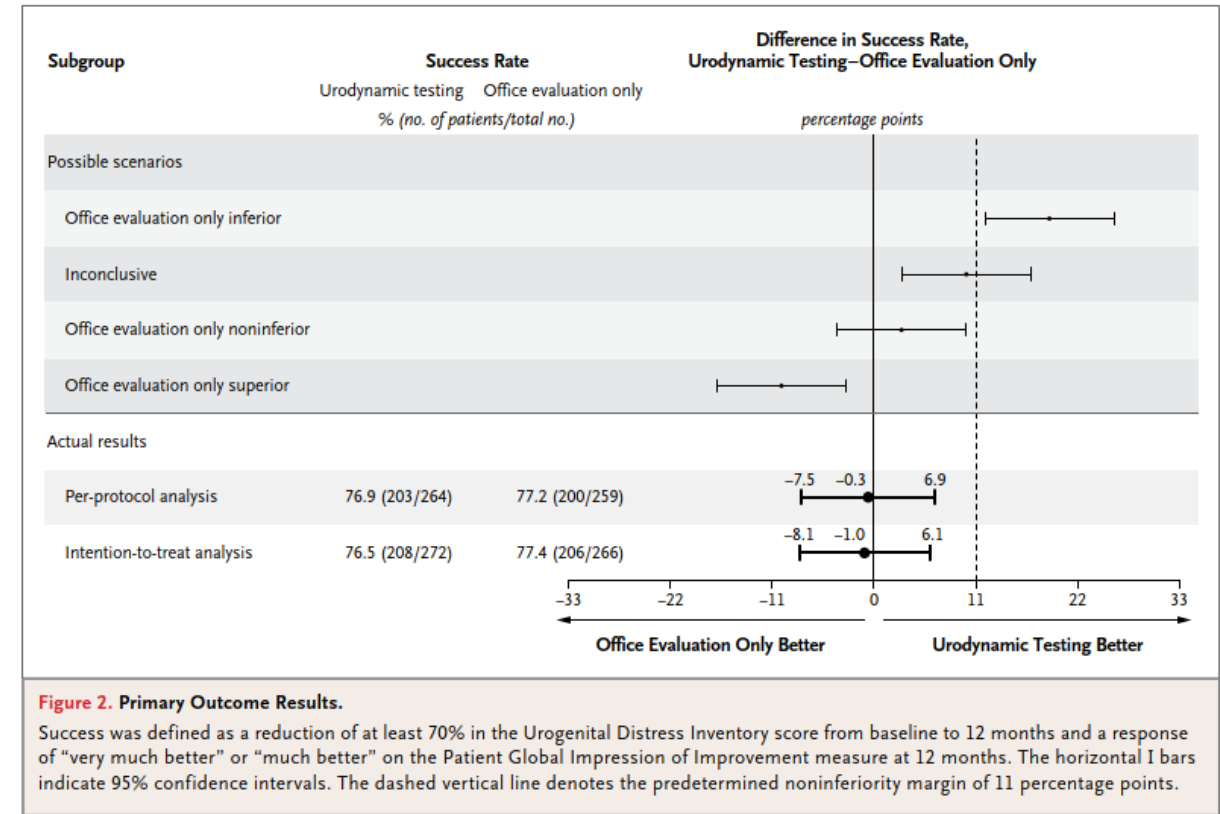 Subgroup Success Rate Difference in Success Rate,
Urodynamic Testing–Office Evaluation Only
Urodynamic testing Office evaluation only
% (no. of patients/total no.) percentage points
Possible scenarios
Office evaluation only inferior
Inconclusive
Office evaluation only noninferior
Office evaluation only superior
Actual results
Per-protocol analysis 76.9 (203/264) 77.2 (200/259) –7.5 –0.3 6.9
Intention-to-treat analysis 76.5 (208/272) 77.4 (206/266) –8.1 –1.0 6.1
–33 –22 –11 0 11 22 33
Office Evaluation Only Better Urodynamic Testing Better
Figure 2. Primary Outcome Results.
Success was defined as a reduction of at least 70% in the Urogenital Distress Inventory score from baseline to 12 months and a response
of “very much better” or “much better” on the Patient Global Impression of Improvement measure at 12 months. The horizontal I bars
indicate 95% confidence intervals. The dashed vertical line denotes the predetermined noninferiority margin of 11 percentage points.